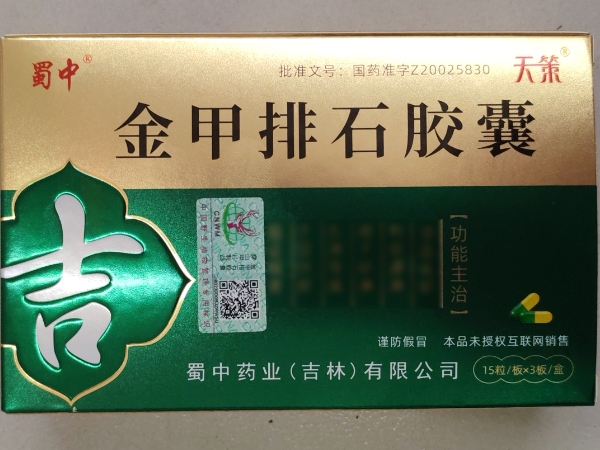 蜀中®
批准文号：国药准字Z20025830
天策®
金甲排石胶囊
吉
CNWM
【功能主治】
谨防假冒 本品未授权互联网销售
蜀中药业（吉林）有限公司
15粒/板×3板/盒